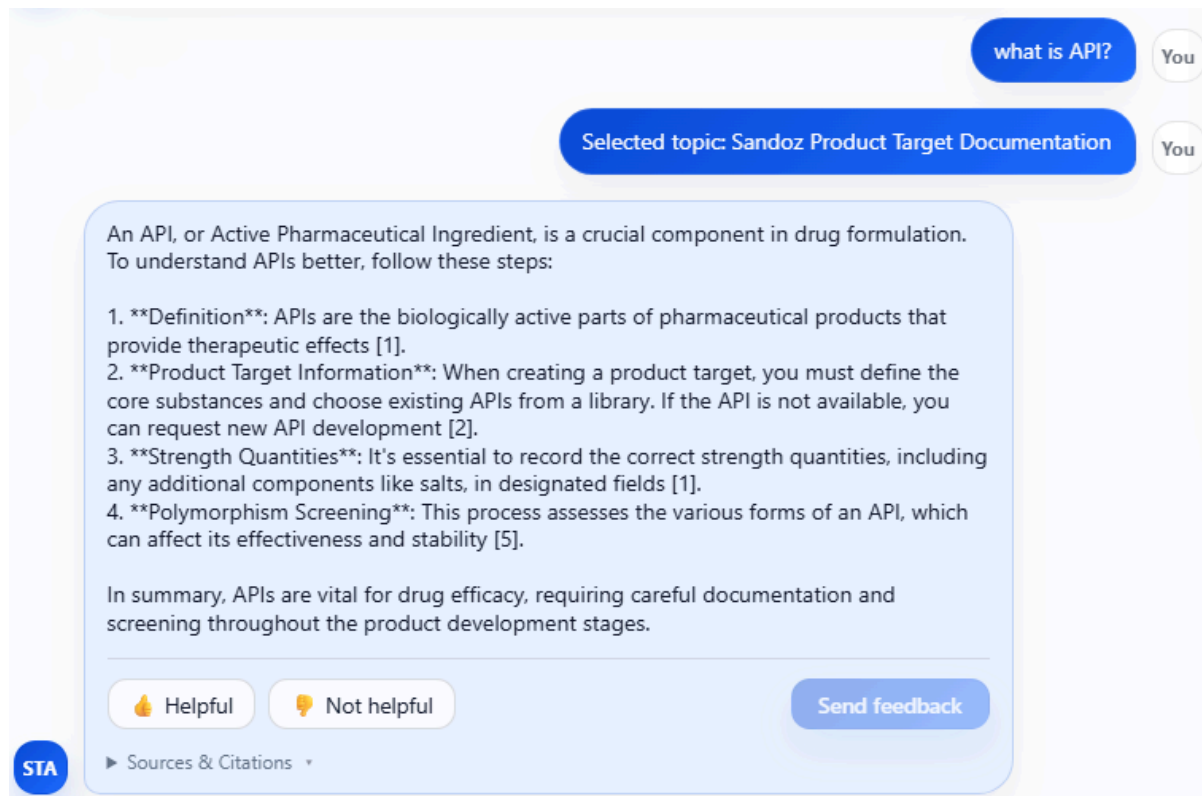 what is API?
You
Selected topic: Sandoz Product Target Documentation
You
An API, or Active Pharmaceutical Ingredient, is a crucial component in drug formulation.
To understand APIs better, follow these steps:
1. **Definition**: APIs are the biologically active parts of pharmaceutical products that
provide therapeutic effects [1].
2. **Product Target Information**: When creating a product target, you must define the
core substances and choose existing APIs from a library. If the API is not available, you
can request new API development [2].
3. **Strength Quantities**: It's essential to record the correct strength quantities, including
any additional components like salts, in designated fields [1].
4. **Polymorphism Screening**: This process assesses the various forms of an API, which
can affect its effectiveness and stability [5].
In summary, APIs are vital for drug efficacy, requiring careful documentation and
screening throughout the product development stages.
👍 Helpful
👎 Not helpful
Send feedback
▶ Sources & Citations ▾
STA